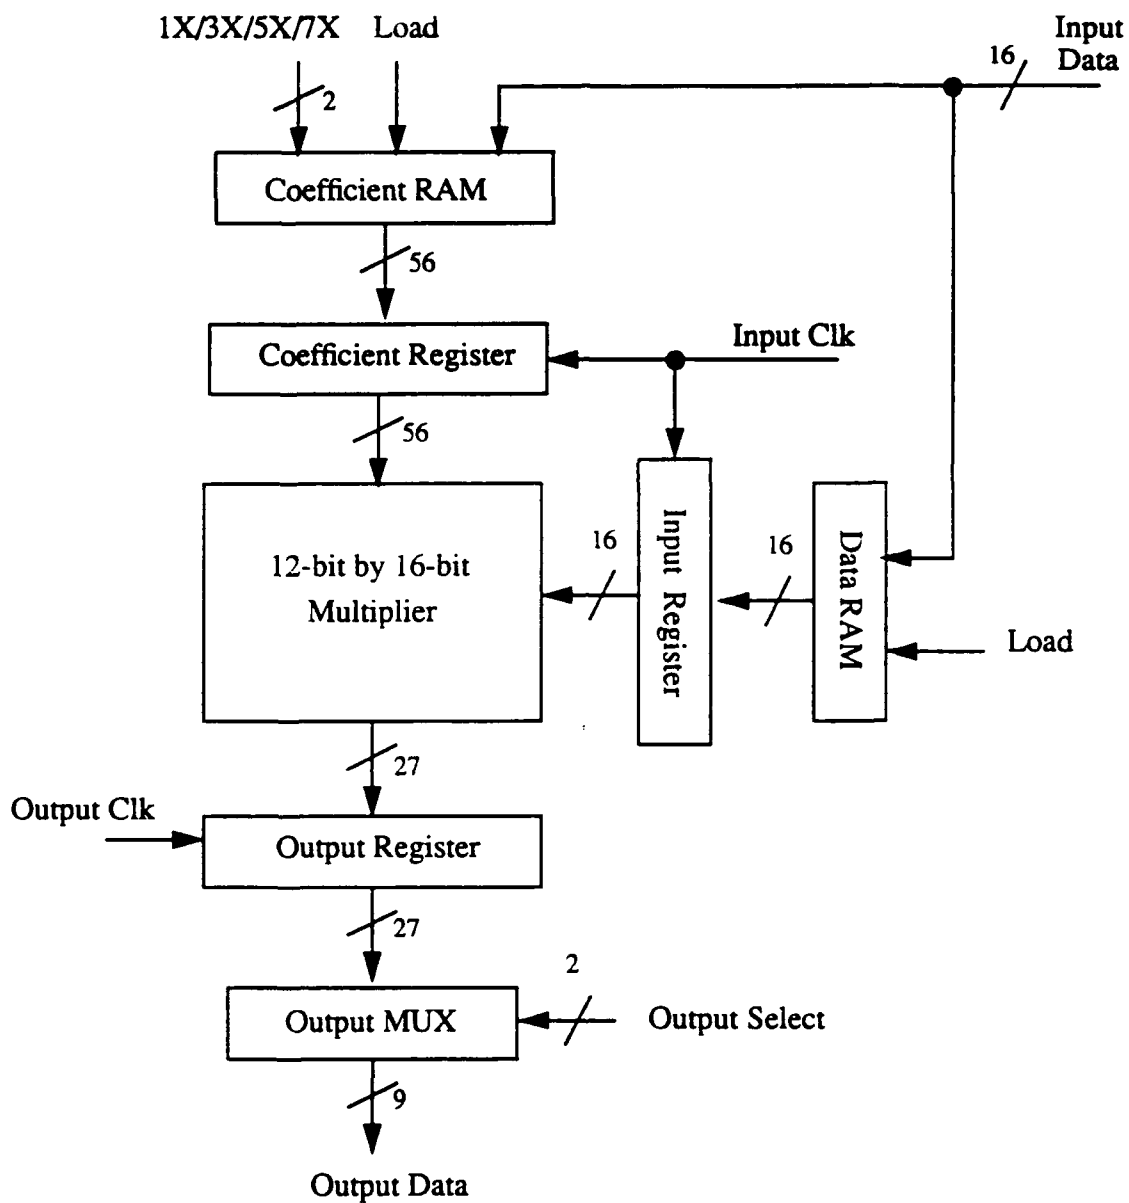 1X/3X/5X/7X Load
Input
Data
16
2
Coefficient RAM
56
Input Clk
Coefficient Register
56
12-bit by 16-bit
Multiplier
16
Input Register
16
Data RAM
Load
27
Output Clk
Output Register
27
2
Output MUX
Output Select
9
Output Data